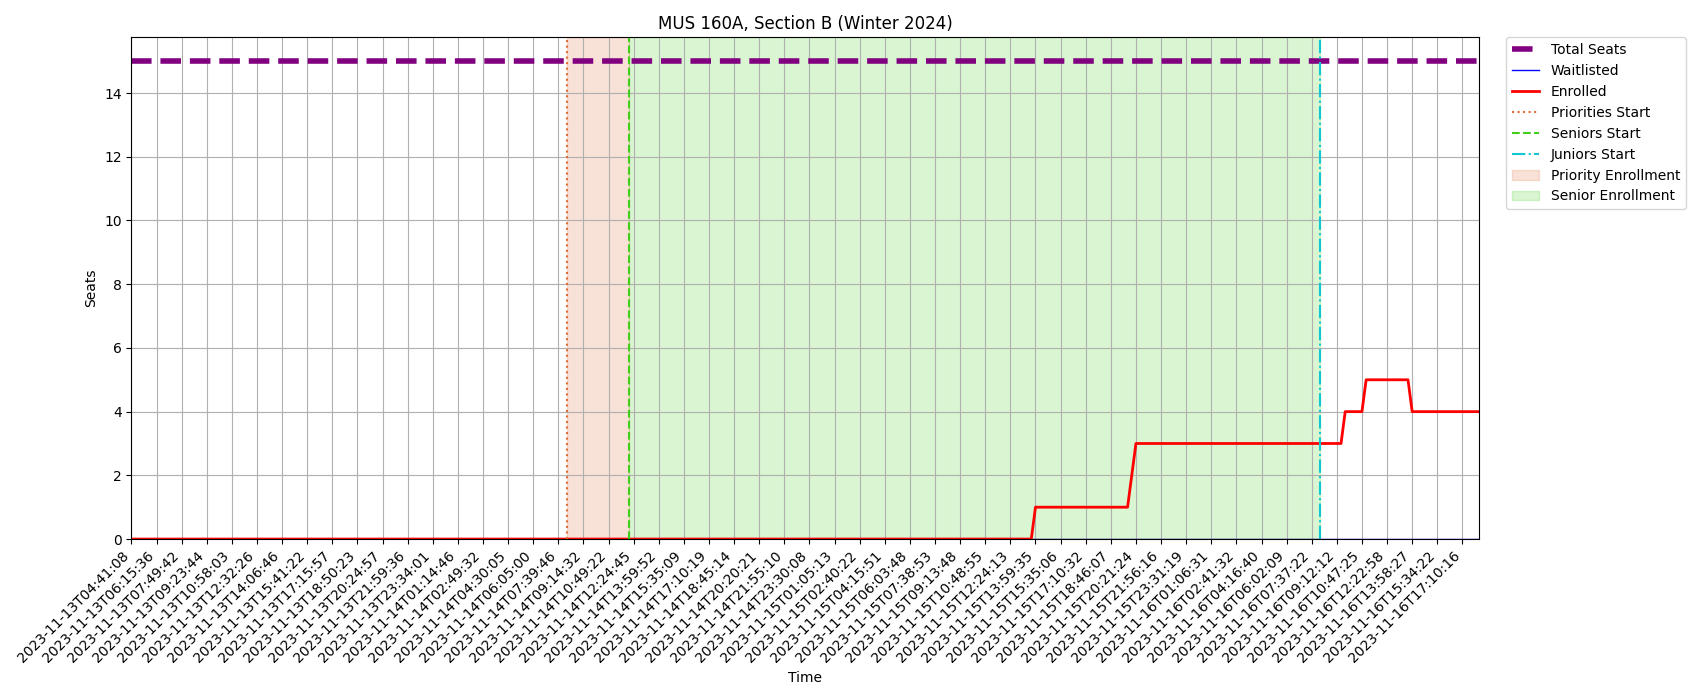 MUS 160A, Section B (Winter 2024)
Total Seats
Waitlisted
Enrolled
Priorities Start
Seniors Start
Juniors Start
Priority Enrollment
Senior Enrollment
Seats
14
12
10
8
6
4
2
0
2023-11-13T04:41:08
2023-11-13T06:15:36
2023-11-13T07:49:42
2023-11-13T09:23:44
2023-11-13T10:58:03
2023-11-13T12:32:26
2023-11-13T14:06:46
2023-11-13T15:41:22
2023-11-13T17:15:57
2023-11-13T18:50:23
2023-11-13T20:24:57
2023-11-13T21:59:36
2023-11-13T23:34:01
2023-11-14T01:14:46
2023-11-14T02:49:32
2023-11-14T04:30:05
2023-11-14T06:05:00
2023-11-14T07:39:46
2023-11-14T09:14:32
2023-11-14T10:49:22
2023-11-14T12:24:45
2023-11-14T13:59:52
2023-11-14T15:35:09
2023-11-14T17:10:19
2023-11-14T18:45:14
2023-11-14T20:20:21
2023-11-14T21:55:10
2023-11-14T23:30:08
2023-11-15T01:05:13
2023-11-15T02:40:22
2023-11-15T04:15:51
2023-11-15T06:03:48
2023-11-15T07:38:53
2023-11-15T09:13:48
2023-11-15T10:48:55
2023-11-15T12:24:13
2023-11-15T13:59:35
2023-11-15T15:35:06
2023-11-15T17:10:32
2023-11-15T18:46:07
2023-11-15T20:21:24
2023-11-15T21:56:16
2023-11-15T23:31:19
2023-11-16T01:06:31
2023-11-16T02:41:32
2023-11-16T04:16:40
2023-11-16T06:02:09
2023-11-16T07:37:22
2023-11-16T09:12:12
2023-11-16T10:47:25
2023-11-16T12:22:58
2023-11-16T13:58:27
2023-11-16T15:34:22
2023-11-16T17:10:16
Time